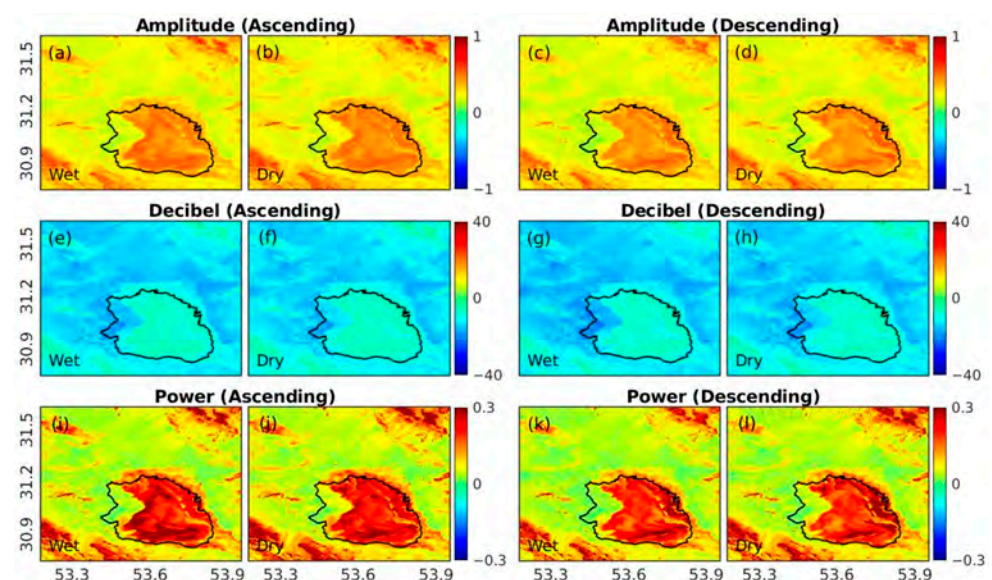 Amplitude (Ascending) Amplitude (Descending)
(a) (b) (c) (d) 1
31.5
31.2 0
30.9
Wet Dry Wet Dry −1
1
0
−1
Decibel (Ascending) Decibel (Descending)
(e) (f) (g) (h) 40
31.5
31.2 0
30.9
Wet Dry Wet Dry −40
40
0
−40
Power (Ascending) Power (Descending)
(i) (j) (k) (l) 0.3
31.5
31.2 0
30.9
Wet Dry Wet Dry −0.3
0.3
0
-0.3
53.3 53.6 53.9 53.3 53.6 53.9 53.3 53.6 53.9 53.3 53.6 53.9